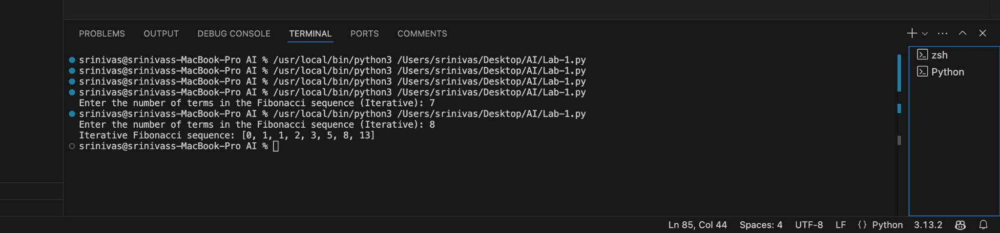 PROBLEMS OUTPUT DEBUG CONSOLE TERMINAL PORTS COMMENTS
srinivas@srinivass-MacBook-Pro AI % /usr/local/bin/python3 /Users/srinivas/Desktop/AI/Lab-1.py
srinivas@srinivass-MacBook-Pro AI % /usr/local/bin/python3 /Users/srinivas/Desktop/AI/Lab-1.py
srinivas@srinivass-MacBook-Pro AI % /usr/local/bin/python3 /Users/srinivas/Desktop/AI/Lab-1.py
srinivas@srinivass-MacBook-Pro AI % /usr/local/bin/python3 /Users/srinivas/Desktop/AI/Lab-1.py
Enter the number of terms in the Fibonacci sequence (Iterative): 7
srinivas@srinivass-MacBook-Pro AI % /usr/local/bin/python3 /Users/srinivas/Desktop/AI/Lab-1.py
Enter the number of terms in the Fibonacci sequence (Iterative): 8
Iterative Fibonacci sequence: [0, 1, 1, 2, 3, 5, 8, 13]
srinivas@srinivass-MacBook-Pro AI %
zsh
Python
Ln 85, Col 44 Spaces: 4 UTF-8 LF {} Python 3.13.2